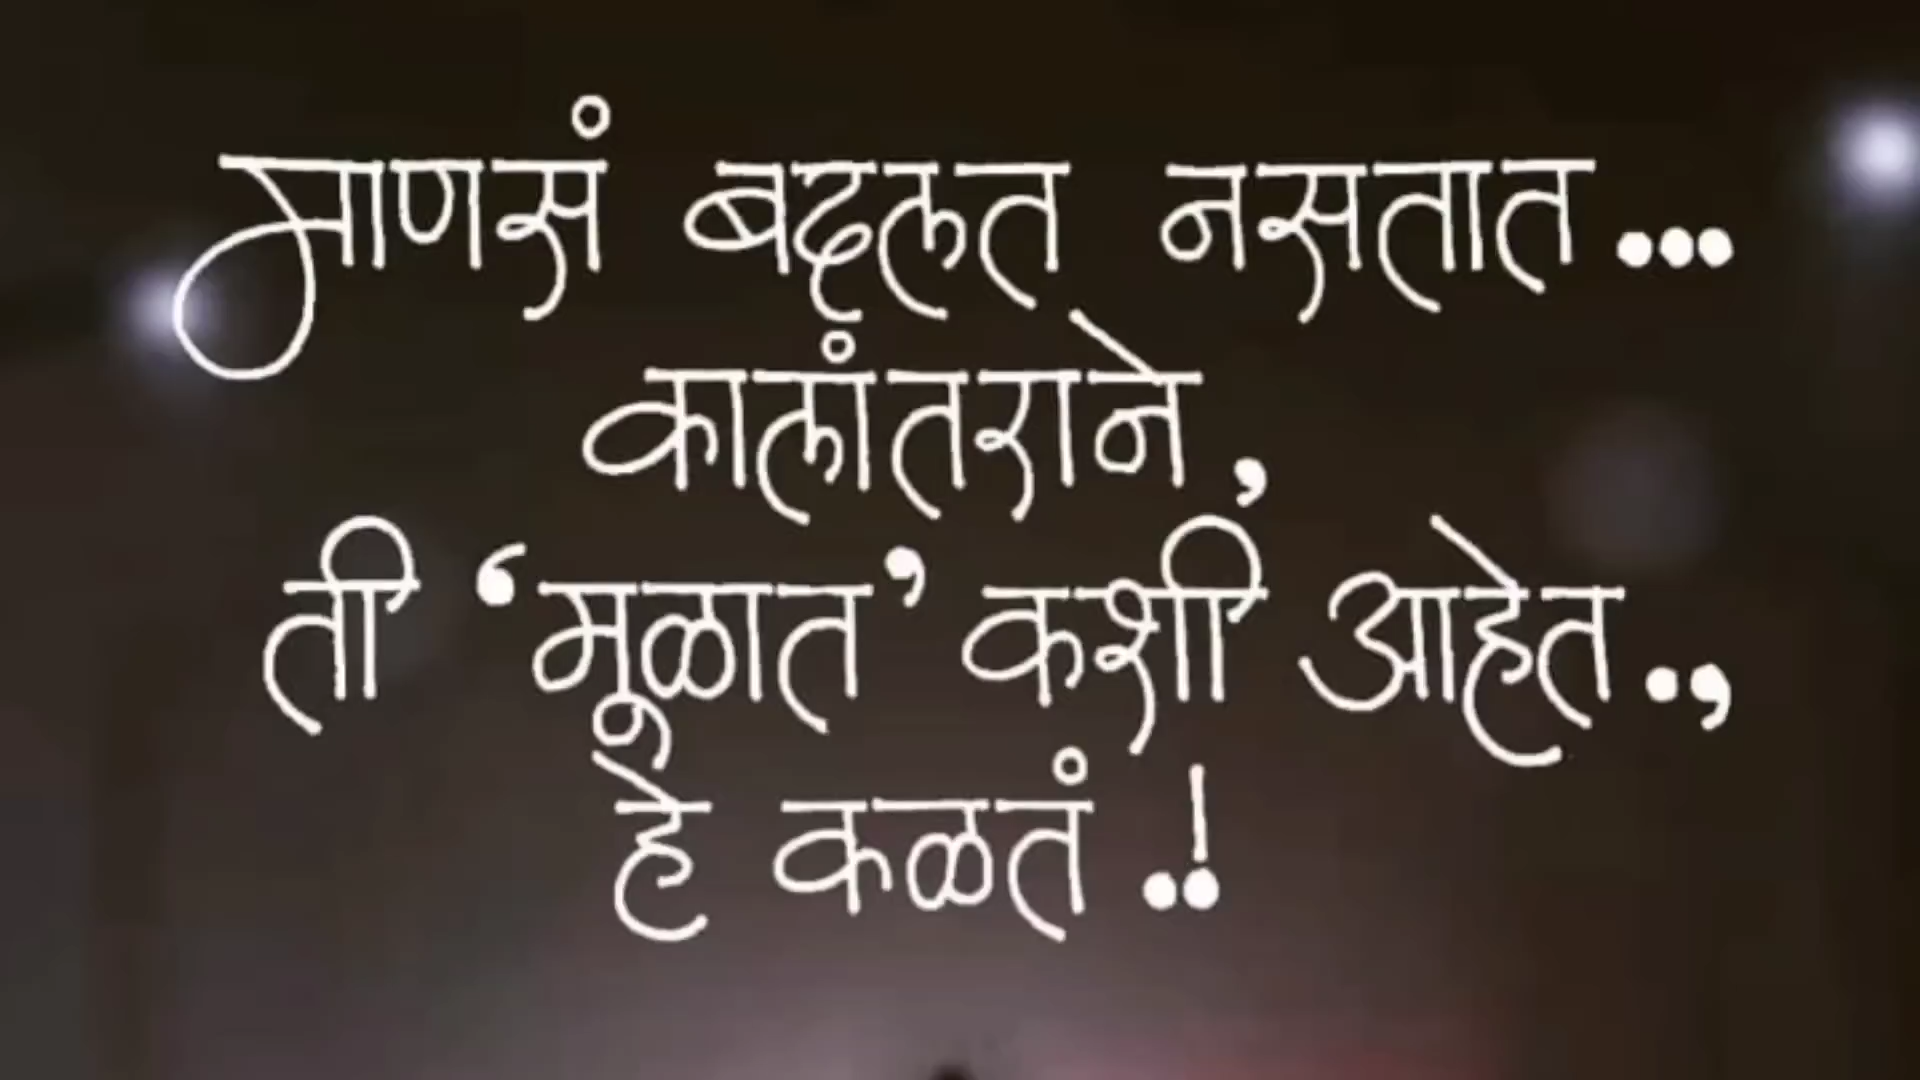 माणसं बदलत नसतात...
कालांतराने,
ती ‘मूळात’ कशी आहेत.,
हे कळतं .!